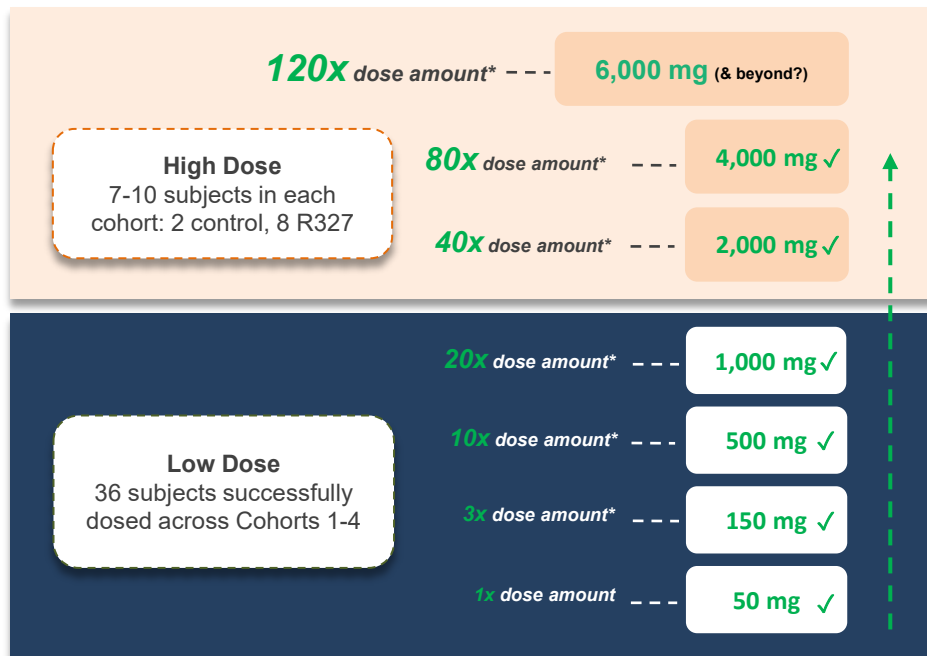 120x dose amount*
6,000 mg (& beyond?)
High Dose
7-10 subjects in each
cohort: 2 control, 8 R327
80x dose amount*
4,000 mg ✓
40x dose amount*
2,000 mg ✓
20x dose amount*
1,000 mg ✓
10x dose amount*
500 mg ✓
Low Dose
36 subjects successfully
dosed across Cohorts 1-4
3x dose amount*
150 mg ✓
1x dose amount
50 mg ✓